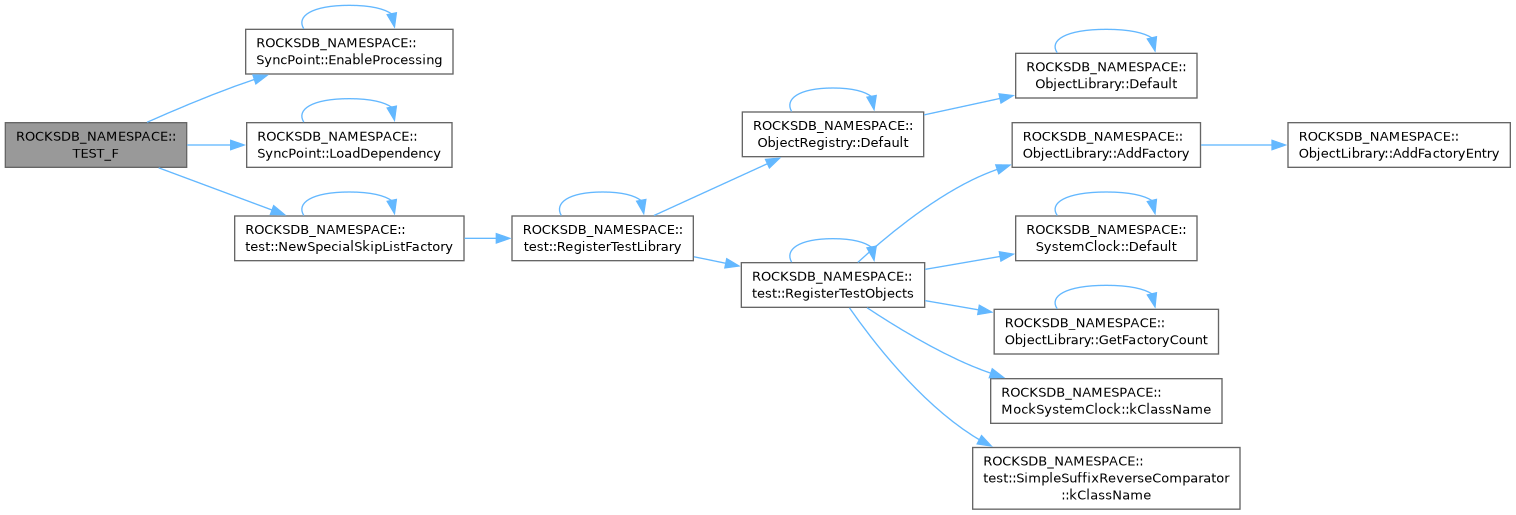 ROCKSDB_NAMESPACE::
TEST_F
ROCKSDB_NAMESPACE::
SyncPoint::EnableProcessing
ROCKSDB_NAMESPACE::
SyncPoint::LoadDependency
ROCKSDB_NAMESPACE::
test::NewSpecialSkipListFactory
ROCKSDB_NAMESPACE::
test::RegisterTestLibrary
ROCKSDB_NAMESPACE::
ObjectRegistry::Default
ROCKSDB_NAMESPACE::
ObjectLibrary::Default
ROCKSDB_NAMESPACE::
test::RegisterTestObjects
ROCKSDB_NAMESPACE::
ObjectLibrary::AddFactory
ROCKSDB_NAMESPACE::
ObjectLibrary::AddFactoryEntry
ROCKSDB_NAMESPACE::
SystemClock::Default
ROCKSDB_NAMESPACE::
ObjectLibrary::GetFactoryCount
ROCKSDB_NAMESPACE::
MockSystemClock::kClassName
ROCKSDB_NAMESPACE::
test::SimpleSuffixReverseComparator
::kClassName